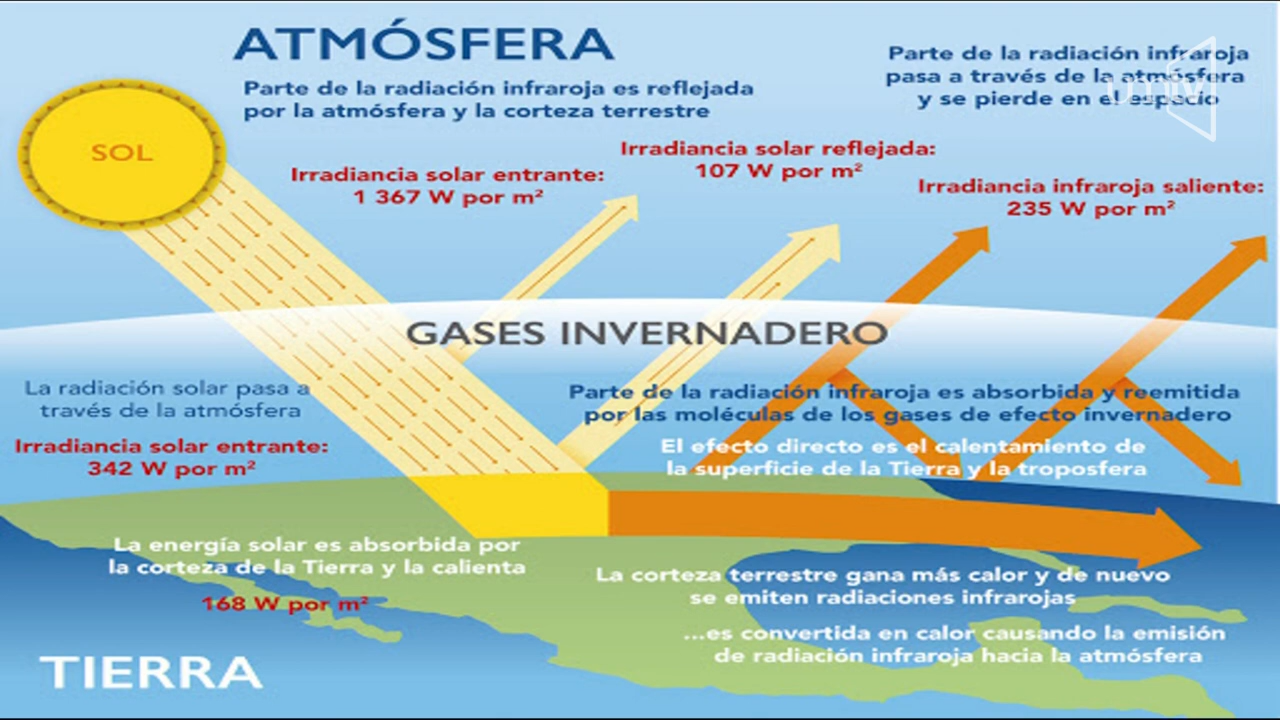 ATMÓSFERA
Parte de la radiación infraroja es reflejada
por la atmósfera y la corteza terrestre
Parte de la radiación infraroja
pasa a través de la atmósfera
y se pierde en el espacio
UTiv
SOL
Irradiancia solar entrante:
1 367 W por m²
Irradiancia solar reflejada:
107 W por m²
Irradiancia infraroja saliente:
235 W por m²
GASES INVERNADERO
La radiación solar pasa a
través de la atmósfera
Irradiancia solar entrante:
342 W por m²
Parte de la radiación infraroja es absorbida y reemitida
por las moléculas de los gases de efecto invernadero
El efecto directo es el calentamiento de
la superficie de la Tierra y la troposfera
La energía solar es absorbida por
la corteza de la Tierra y la calienta
168 W por m²
La corteza terrestre gana más calor y de nuevo
se emiten radiaciones infrarojas
...es convertida en calor causando la emisión
de radiación infraroja hacia la atmósfera
TIERRA